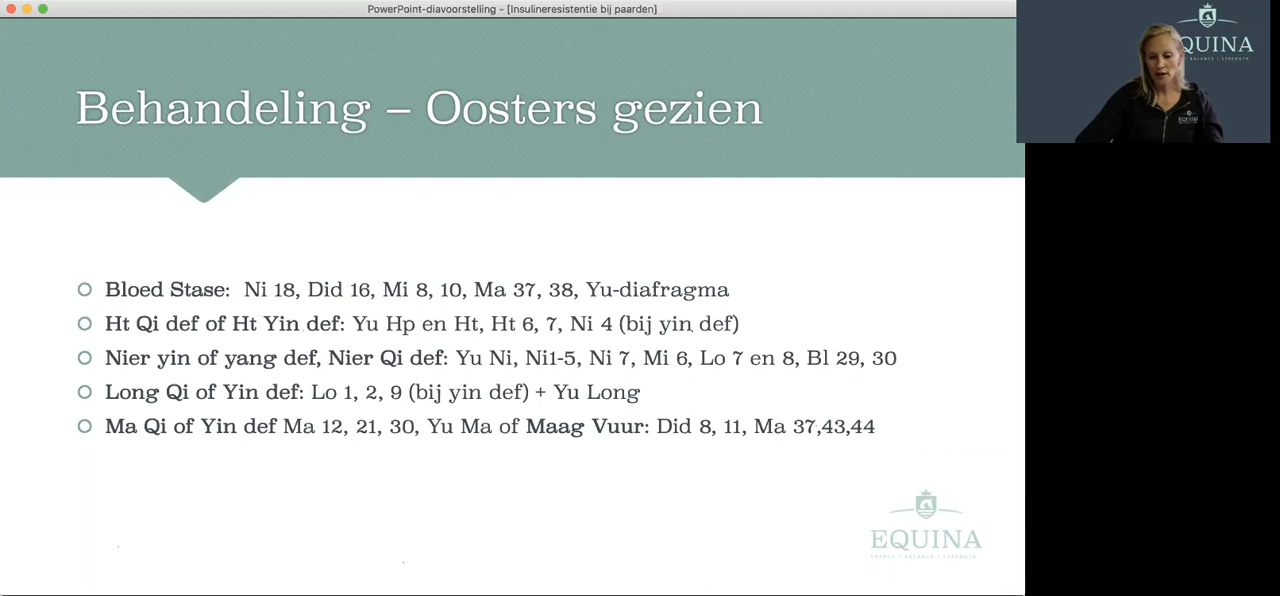 PowerPoint-diavoorstelling - [Insulineresistentie bij paarden]
QUINA
BALANCE | STRENGTH
EQUINA
Behandeling – Oosters gezien
Bloed Stase: Ni 18, Did 16, Mi 8, 10, Ma 37, 38, Yu-diafragma
Ht Qi def of Ht Yin def: Yu Hp en Ht, Ht 6, 7, Ni 4 (bij yin def)
Nier yin of yang def, Nier Qi def: Yu Ni, Ni1-5, Ni 7, Mi 6, Lo 7 en 8, Bl 29, 30
Long Qi of Yin def: Lo 1, 2, 9 (bij yin def) + Yu Long
Ma Qi of Yin def Ma 12, 21, 30, Yu Ma of Maag Vuur: Did 8, 11, Ma 37,43,44
EQUINA
BALANCE | STRENGTH